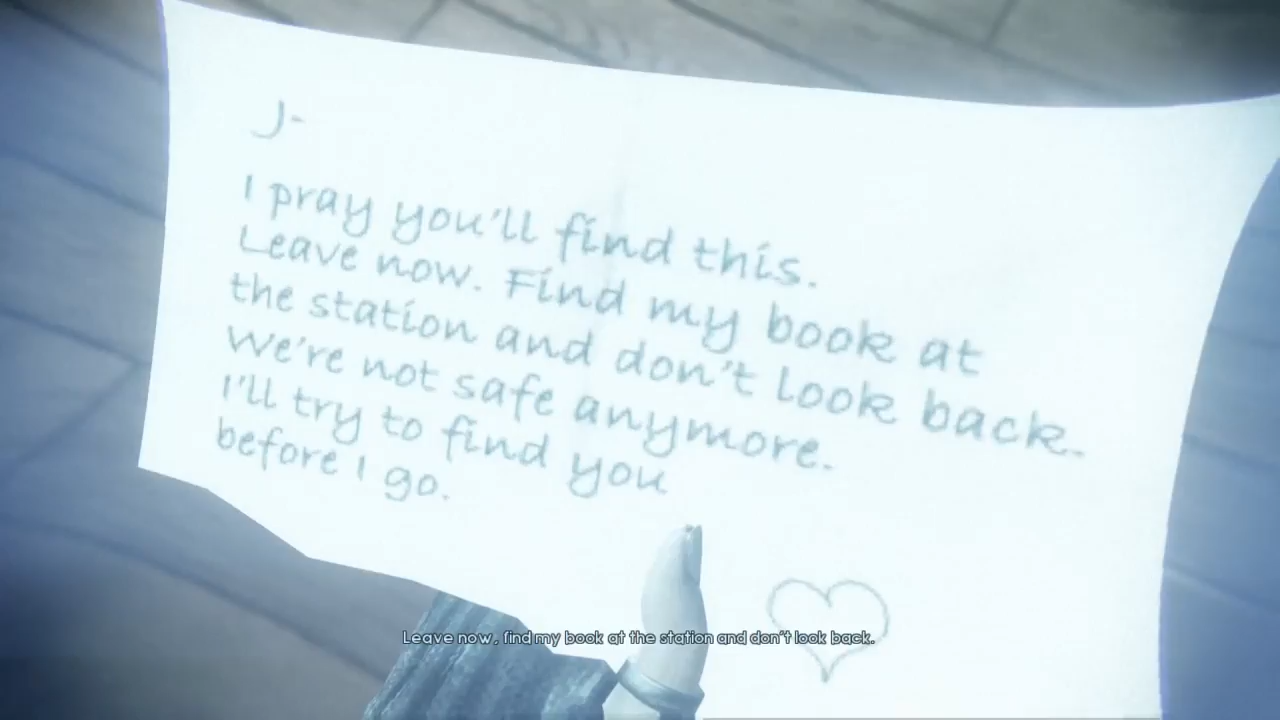 J-
I pray you'll find this.
Leave now. Find my book at
the station and don't look back.
We're not safe anymore.
I'll try to find you
before I go.
Leave now, find my book at the station and don't look back.